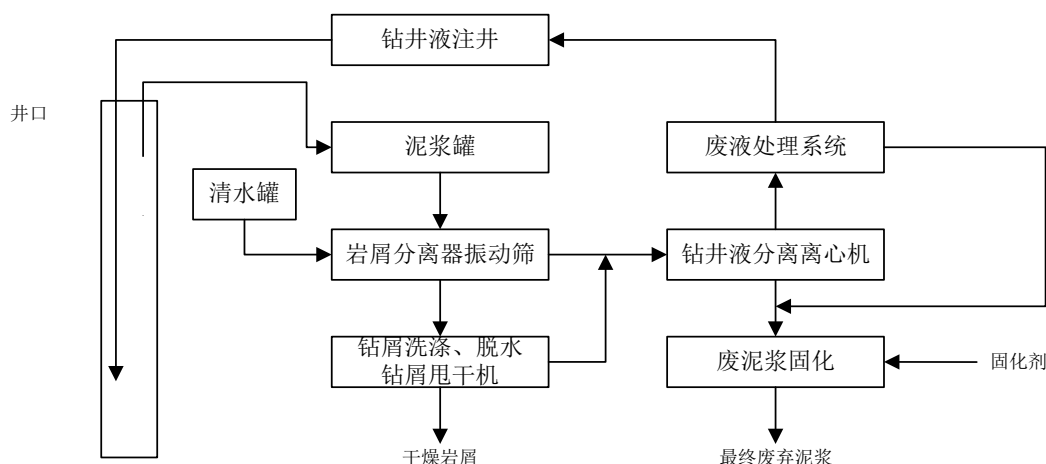 钻井液注井
井口
泥浆罐
废液处理系统
清水罐
岩屑分离器振动筛
钻井液分离离心机
钻屑洗涤、脱水
钻屑甩干机
废泥浆固化
固化剂
干燥岩屑
最终废弃泥浆